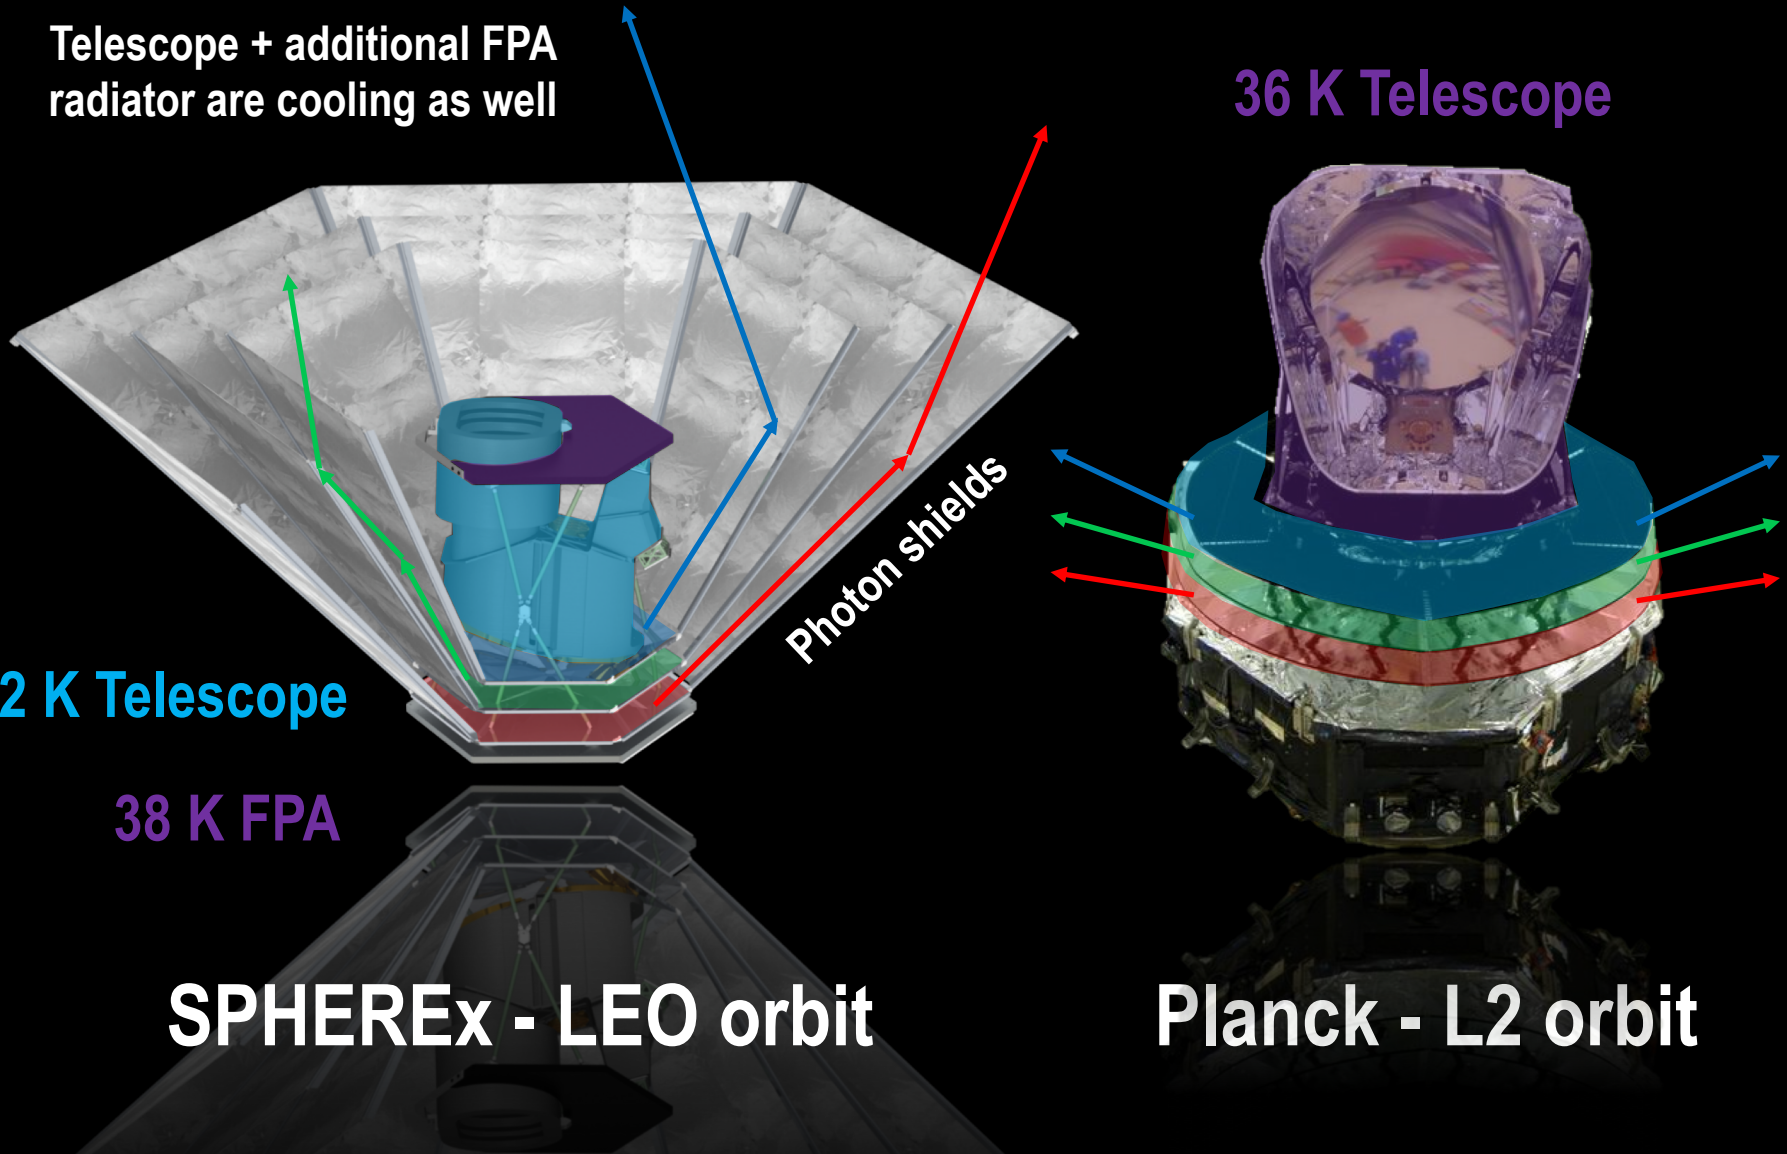 Telescope + additional FPA
radiator are cooling as well
36 K Telescope
Photon shields
2 K Telescope
38 K FPA
SPHEREx - LEO orbit
Planck - L2 orbit